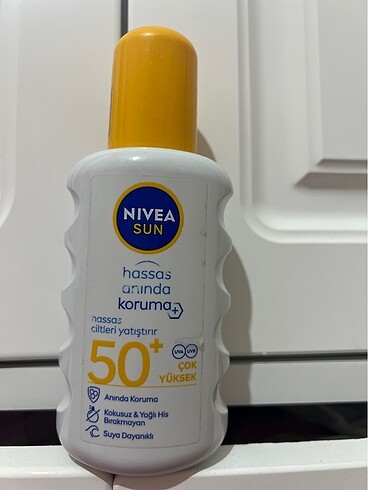 NIVEA
SUN
hassas
anında
koruma+
hassas
ciltleri yatıştırır
50+
UVA UVB
ÇOK
YÜKSEK
Anında Koruma
Kokusuz & Yağlı His
Bırakmayan
Suya Dayanıklı